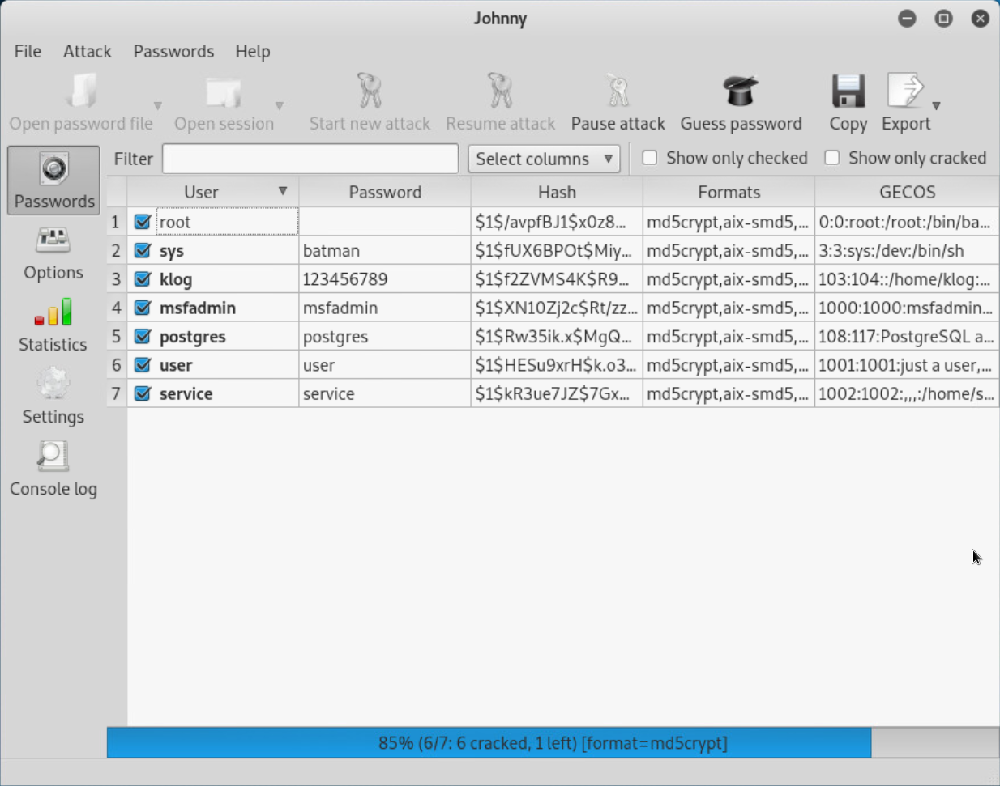 Johnny
File Attack Passwords Help
Open password file Open session Start new attack Resume attack Pause attack Guess password Copy Export
Passwords
Options
Statistics
Settings
Console log
Filter Select columns Show only checked Show only cracked
User Password Hash Formats GECOS
1 root $1$/avpfBJ1$x0z8... md5crypt,aix-smd5,... 0:0:root:/root:/bin/ba...
2 sys batman $1$fUX6BPOt$Miy... md5crypt,aix-smd5,... 3:3:sys:/dev:/bin/sh
3 klog 123456789 $1$f2ZVMS4K$R9... md5crypt,aix-smd5,... 103:104::/home/klog:...
4 msfadmin msfadmin $1$XN10Zj2c$Rt/zz... md5crypt,aix-smd5,... 1000:1000:msfadmin...
5 postgres postgres $1$Rw35ik.x$MgQ... md5crypt,aix-smd5,... 108:117:PostgreSQL a...
6 user user $1$HESu9xrH$k.o3... md5crypt,aix-smd5,... 1001:1001:just a user,...
7 service service $1$kR3ue7JZ$7Gx... md5crypt,aix-smd5,... 1002:1002:,,,:/home/s...
85% (6/7: 6 cracked, 1 left) [format=md5crypt]